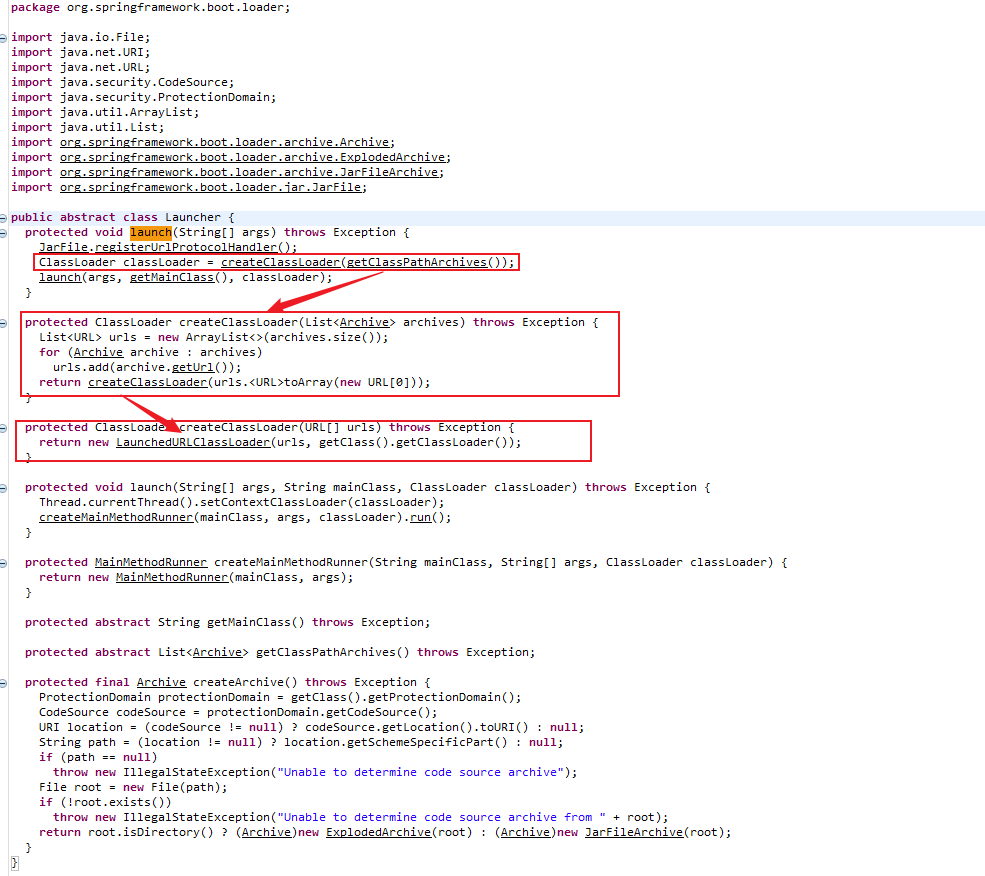 package org.springframework.boot.loader;
import java.io.File;
import java.net.URI;
import java.net.URL;
import java.security.CodeSource;
import java.security.ProtectionDomain;
import java.util.ArrayList;
import java.util.List;
import org.springframework.boot.loader.archive.Archive;
import org.springframework.boot.loader.archive.ExplodedArchive;
import org.springframework.boot.loader.archive.JarFileArchive;
import org.springframework.boot.loader.jar.JarFile;
public abstract class Launcher {
protected void launch(String[] args) throws Exception {
JarFile.registerUrlProtocolHandler();
ClassLoader classLoader = createClassLoader(getClassPathArchives());
launch(args, getMainClass(), classLoader);
}
protected ClassLoader createClassLoader(List<Archive> archives) throws Exception {
List<URL> urls = new ArrayList<>(archives.size());
for (Archive archive : archives)
urls.add(archive.getUrl());
return createClassLoader(urls.<URL>toArray(new URL[0]));
}
protected ClassLoader createClassLoader(URL[] urls) throws Exception {
return new LaunchedURLClassLoader(urls, getClass().getClassLoader());
}
protected void launch(String[] args, String mainClass, ClassLoader classLoader) throws Exception {
Thread.currentThread().setContextClassLoader(classLoader);
createMainMethodRunner(mainClass, args, classLoader).run();
}
protected MainMethodRunner createMainMethodRunner(String mainClass, String[] args, ClassLoader classLoader) {
return new MainMethodRunner(mainClass, args);
}
protected abstract String getMainClass() throws Exception;
protected abstract List<Archive> getClassPathArchives() throws Exception;
protected final Archive createArchive() throws Exception {
ProtectionDomain protectionDomain = getClass().getProtectionDomain();
CodeSource codeSource = protectionDomain.getCodeSource();
URI location = (codeSource != null) ? codeSource.getLocation().toURI() : null;
String path = (location != null) ? location.getSchemeSpecificPart() : null;
if (path == null)
throw new IllegalStateException("Unable to determine code source archive");
File root = new File(path);
if (!root.exists())
throw new IllegalStateException("Unable to determine code source archive from " + root);
return root.isDirectory() ? (Archive)new ExplodedArchive(root) : (Archive)new JarFileArchive(root);
}
}